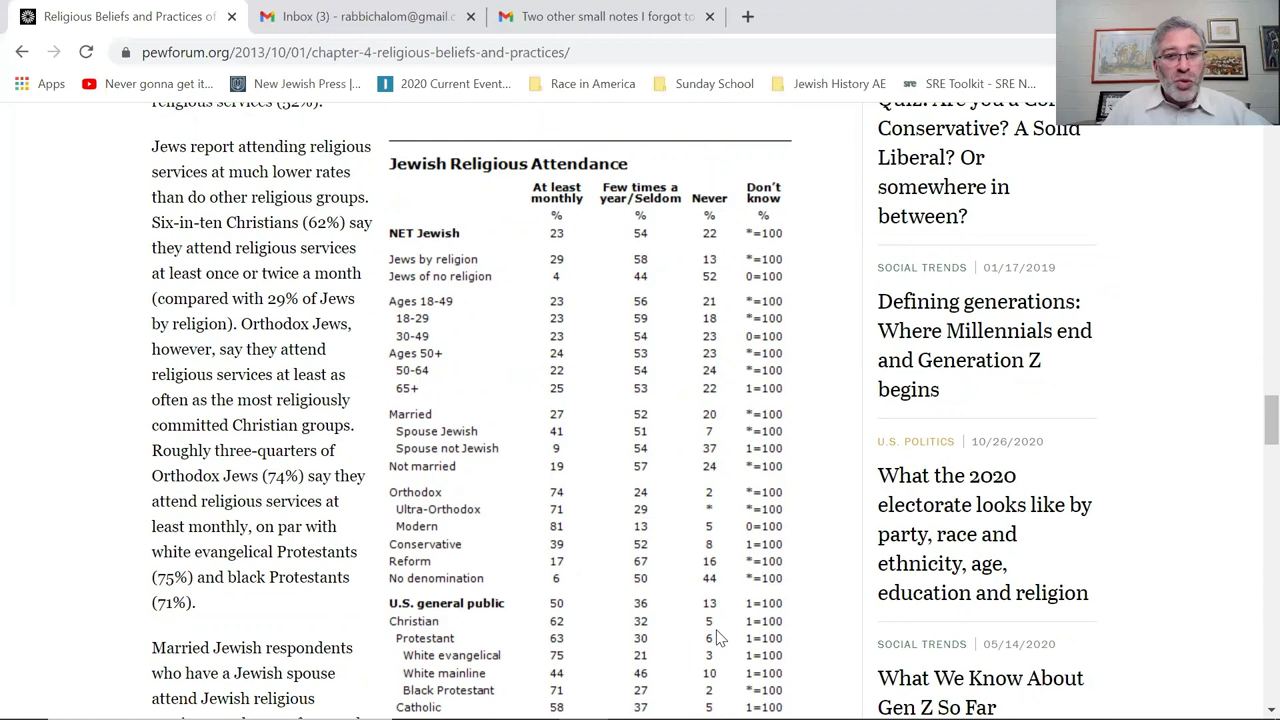 Religious Beliefs and Practices of
Inbox (3) - rabbichalom@gmail.
Two other small notes I forgot to
pewforum.org/2013/10/01/chapter-4-religious-beliefs-and-practices/
Apps
Never gonna get it...
New Jewish Press |...
2020 Current Event...
Race in America
Sunday School
Jewish History AE
SRE Toolkit - SRE N...
religious services (52%).
Jews report attending religious
services at much lower rates
than do other religious groups.
Six-in-ten Christians (62%) say
they attend religious services
at least once or twice a month
(compared with 29% of Jews
by religion). Orthodox Jews,
however, say they attend
religious services at least as
often as the most religiously
committed Christian groups.
Roughly three-quarters of
Orthodox Jews (74%) say they
attend religious services at
least monthly, on par with
white evangelical Protestants
(75%) and black Protestants
(71%).
Married Jewish respondents
who have a Jewish spouse
attend Jewish religious
Jewish Religious Attendance
At least monthly Few times a year/Seldom Never Don't know
% % % %
NET Jewish 23 54 22 *=100
Jews by religion 29 58 13 *=100
Jews of no religion 4 44 52 0=100
Ages 18-49 23 56 21 *=100
18-29 23 59 18 *=100
30-49 23 54 23 0=100
Ages 50+ 24 53 23 *=100
50-64 22 54 24 *=100
65+ 25 53 22 1=100
Married 27 52 20 *=100
Spouse Jewish 41 51 7 *=100
Spouse not Jewish 9 54 37 1=100
Not married 19 57 24 *=100
Orthodox 74 24 2 *=100
Ultra-Orthodox 71 29 * *=100
Modern 81 13 5 0=100
Conservative 39 52 8 1=100
Reform 17 67 16 *=100
No denomination 6 50 44 *=100
U.S. general public 50 36 13 1=100
Christian 62 32 5 1=100
Protestant 63 30 6 1=100
White evangelical 75 21 3 1=100
White mainline 44 46 10 1=100
Black Protestant 71 27 2 *=100
Catholic 58 37 5 1=100
Quiz: Are you a
Conservative? A Solid
Liberal? Or
somewhere in
between?
SOCIAL TRENDS | 01/17/2019
Defining generations:
Where Millennials end
and Generation Z
begins
U.S. POLITICS | 10/26/2020
What the 2020
electorate looks like by
party, race and
ethnicity, age,
education and religion
SOCIAL TRENDS | 05/14/2020
What We Know About
Gen Z So Far